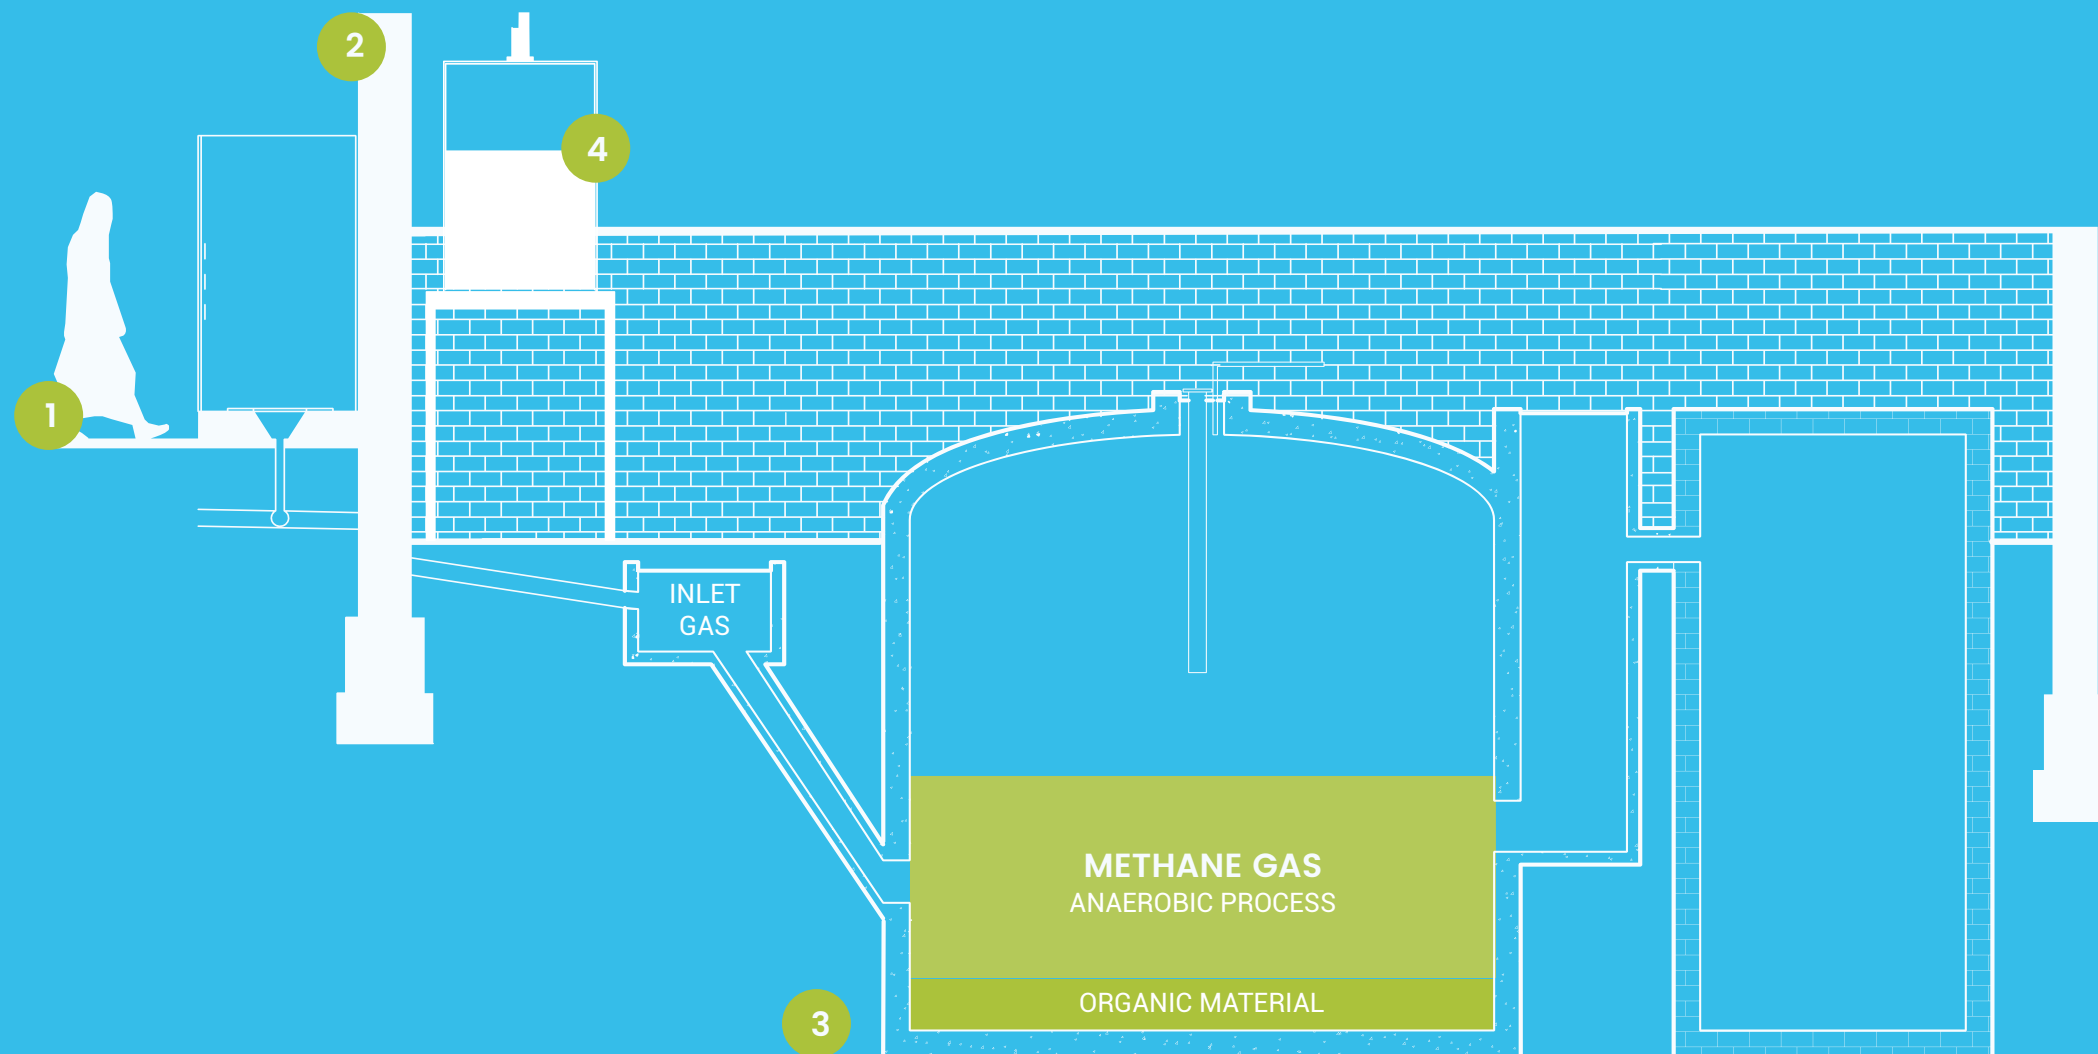 2
4
1
INLET
GAS
METHANE GAS
ANAEROBIC PROCESS
ORGANIC MATERIAL
3